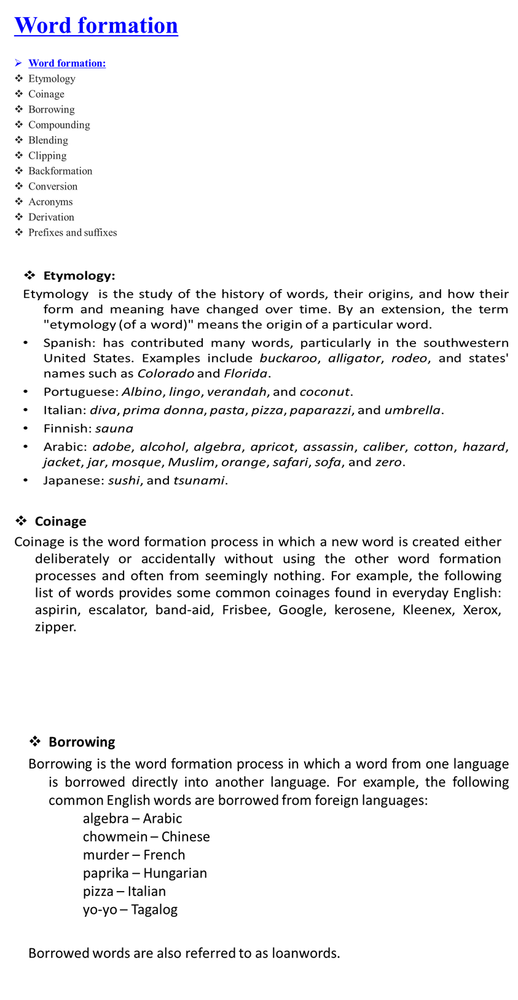 Word formation
➢ Word formation:
❖ Etymology
❖ Coinage
❖ Borrowing
❖ Compounding
❖ Blending
❖ Clipping
❖ Backformation
❖ Conversion
❖ Acronyms
❖ Derivation
❖ Prefixes and suffixes
❖ Etymology:
Etymology is the study of the history of words, their origins, and how their
form and meaning have changed over time. By an extension, the term
"etymology (of a word)" means the origin of a particular word.
• Spanish: has contributed many words, particularly in the southwestern
United States. Examples include buckaroo, alligator, rodeo, and states'
names such as Colorado and Florida.
• Portuguese: Albino, lingo, verandah, and coconut.
• Italian: diva, prima donna, pasta, pizza, paparazzi, and umbrella.
• Finnish: sauna
• Arabic: adobe, alcohol, algebra, apricot, assassin, caliber, cotton, hazard,
jacket, jar, mosque, Muslim, orange, safari, sofa, and zero.
• Japanese: sushi, and tsunami.
❖ Coinage
Coinage is the word formation process in which a new word is created either
deliberately or accidentally without using the other word formation
processes and often from seemingly nothing. For example, the following
list of words provides some common coinages found in everyday English:
aspirin, escalator, band-aid, Frisbee, Google, kerosene, Kleenex, Xerox,
zipper.
❖ Borrowing
Borrowing is the word formation process in which a word from one language
is borrowed directly into another language. For example, the following
common English words are borrowed from foreign languages:
algebra – Arabic
chowmein – Chinese
murder – French
paprika – Hungarian
pizza – Italian
yo-yo – Tagalog
Borrowed words are also referred to as loanwords.